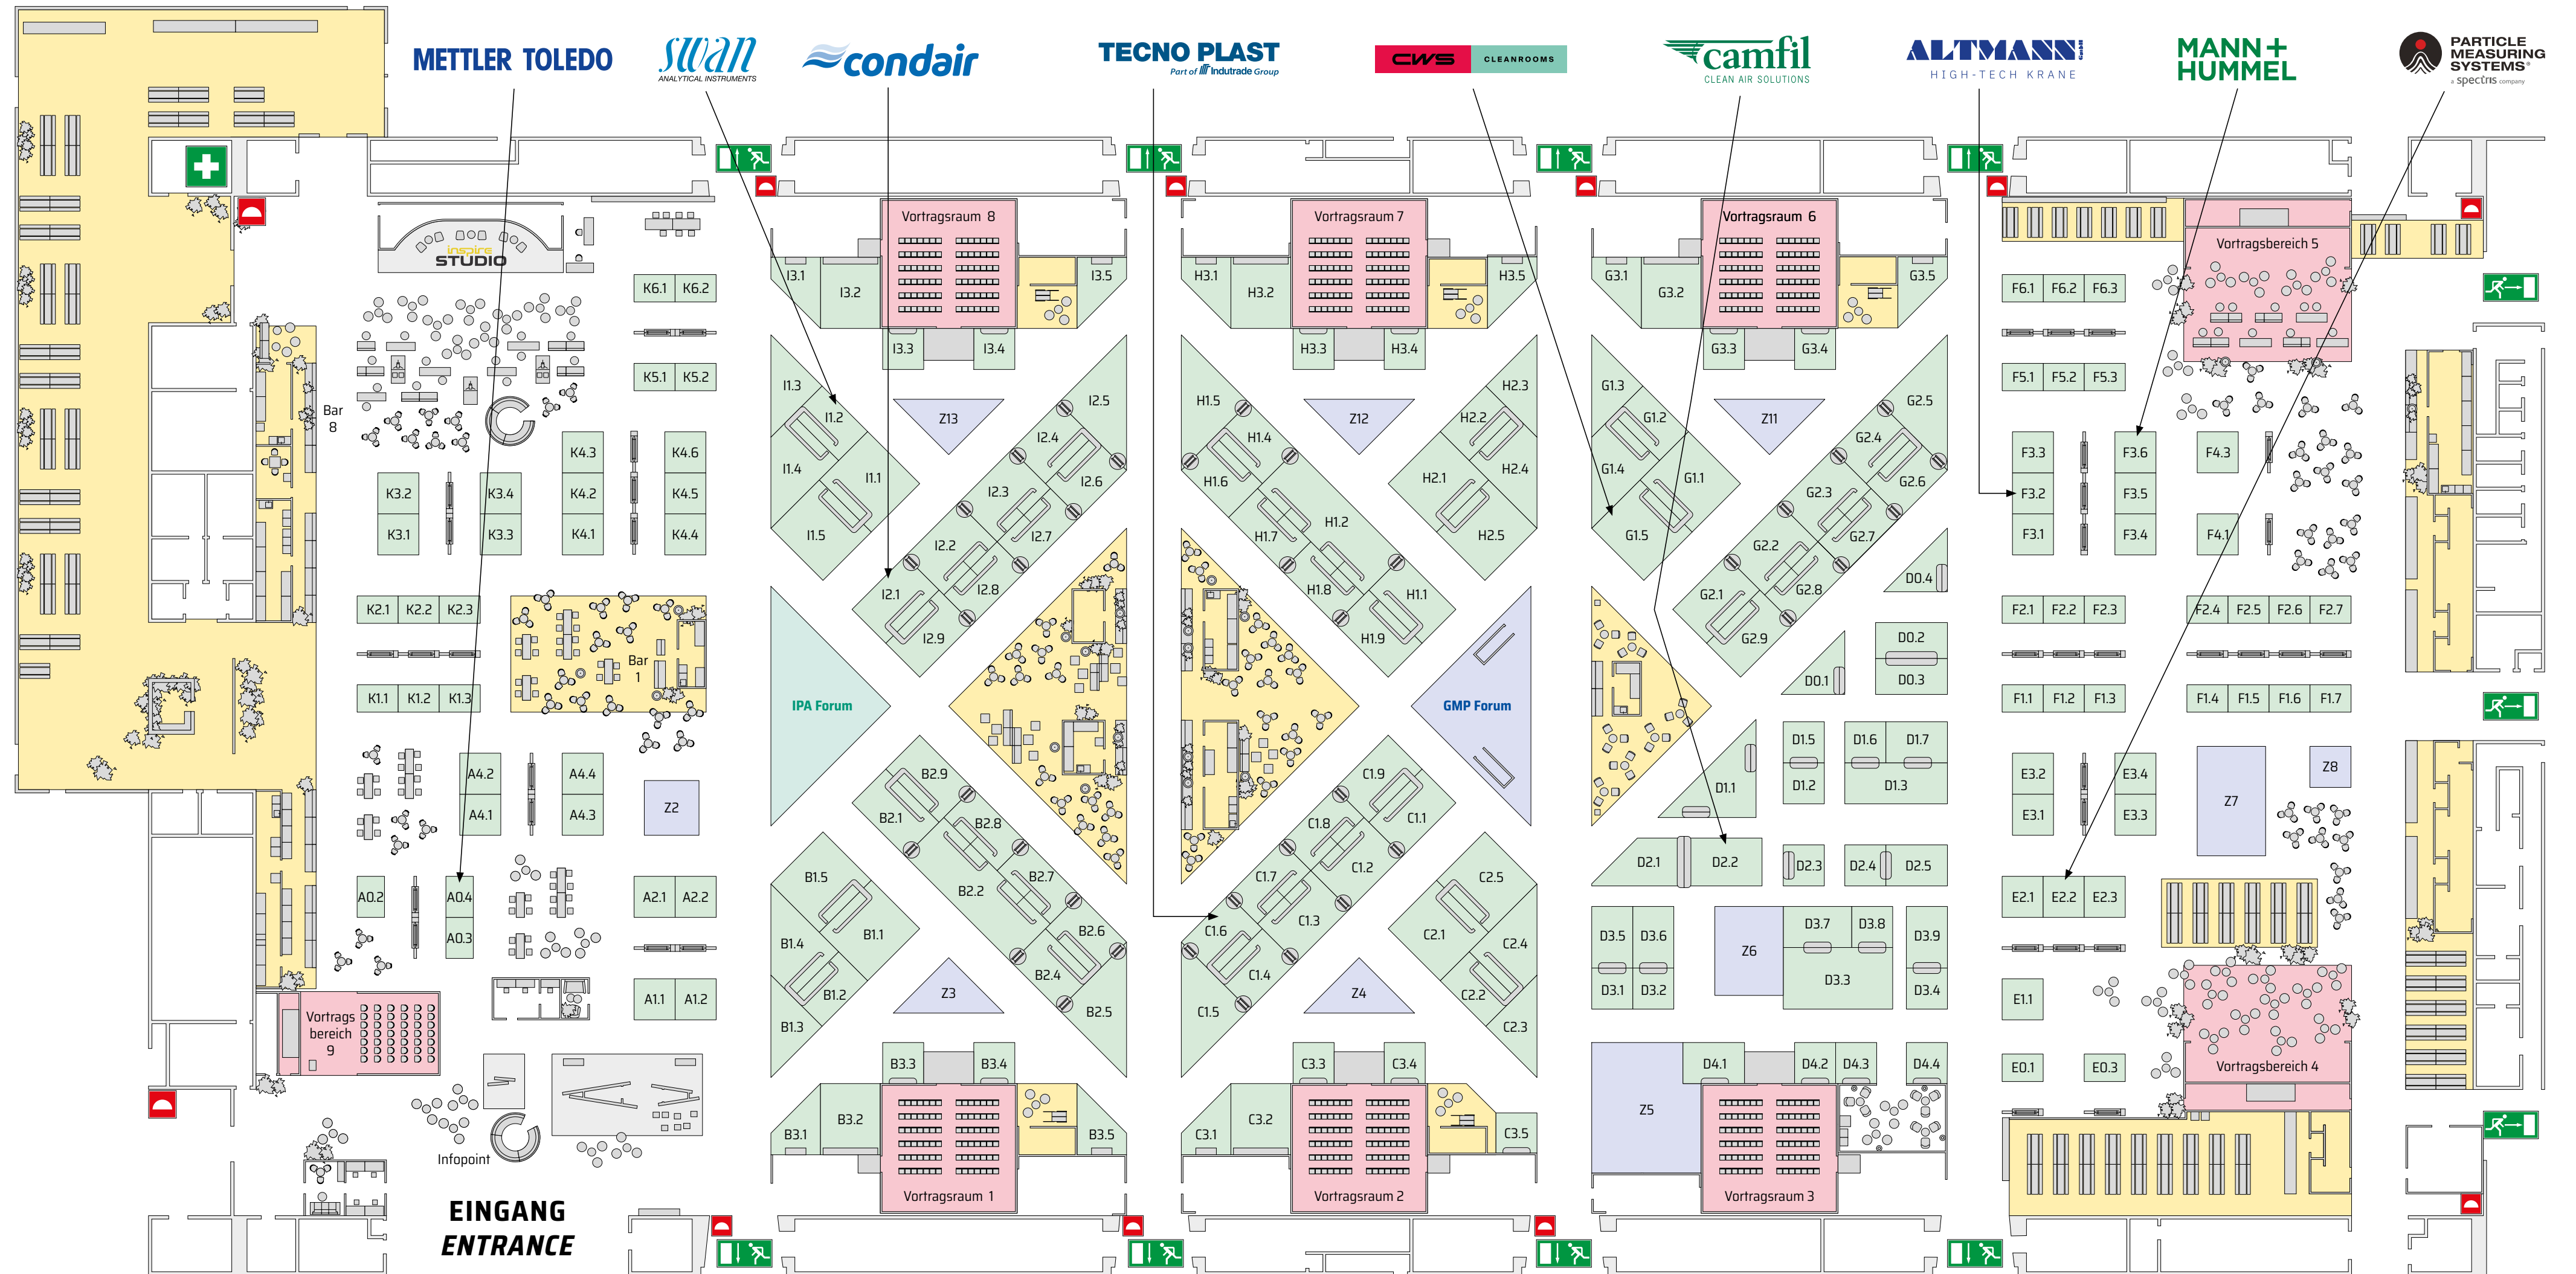 METTLER TOLEDO
swan
ANALYTICAL INSTRUMENTS
condair
TECNO PLAST
Part of Indutrade Group
CWS CLEANROOMS
camfil
CLEAN AIR SOLUTIONS
ALTMANN GmbH
HIGH-TECH KRANE
MANN+
HUMMEL
PARTICLE
MEASURING
SYSTEMS®
a spectris company
inspire
STUDIO
K6.1 K6.2
K5.1 K5.2
Bar
8
K4.3 K4.6
K3.2 K3.4 K4.2 K4.5
K3.1 K3.3 K4.1 K4.4
K2.1 K2.2 K2.3
Bar
1
K1.1 K1.2 K1.3
A4.2 A4.4
A4.1 A4.3
Z2
A0.2 A0.4 A2.1 A2.2
A0.3
A1.1 A1.2
Vortrags
bereich
9
Infopoint
EINGANG
ENTRANCE
Vortragsraum 8
I3.1 I3.2 I3.5
I3.3 I3.4
I1.3 I1.2 I1.4 I1.1 I1.5
Z13
I2.5 I2.4 I2.6 I2.3 I2.7 I2.2 I2.8 I2.1 I2.9
IPA Forum
B2.9 B2.1 B2.8 B2.7 B2.2 B2.6 B2.4 B2.5
B1.5 B1.1 B1.4 B1.2 B1.3
Z3
B3.3 B3.4
B3.1 B3.2 B3.5
Vortragsraum 1
Vortragsraum 7
H3.1 H3.2 H3.5
H3.3 H3.4
H1.5 H1.4 H1.6 H1.2 H1.7 H1.8 H1.1 H1.9
Z12
H2.3 H2.2 H2.4 H2.1 H2.5
GMP Forum
C1.9 C1.1 C1.8 C1.2 C1.7 C1.3 C1.6 C1.4 C1.5
C2.5 C2.1 C2.4 C2.2 C2.3
Z4
C3.3 C3.4
C3.1 C3.2 C3.5
Vortragsraum 2
Vortragsraum 6
G3.1 G3.2 G3.5
G3.3 G3.4
G1.3 G1.2 G1.4 G1.1 G1.5
Z11
G2.5 G2.4 G2.6 G2.3 G2.7 G2.2 G2.8 G2.1 G2.9
D0.4
D0.2
D0.1 D0.3
D1.5 D1.6 D1.7
D1.1 D1.2 D1.3
D2.1 D2.2 D2.3 D2.4 D2.5
D3.5 D3.6 Z6 D3.7 D3.8 D3.9
D3.1 D3.2 D3.3 D3.4
D4.1 D4.2 D4.3 D4.4
Z5
Vortragsraum 3
Vortragsbereich 5
F6.1 F6.2 F6.3
F5.1 F5.2 F5.3
F3.3 F3.6 F4.3
F3.2 F3.5
F3.1 F3.4 F4.1
F2.1 F2.2 F2.3 F2.4 F2.5 F2.6 F2.7
F1.1 F1.2 F1.3 F1.4 F1.5 F1.6 F1.7
E3.2 E3.4 Z7 Z8
E3.1 E3.3
E2.1 E2.2 E2.3
E1.1
E0.1 E0.3
Vortragsbereich 4